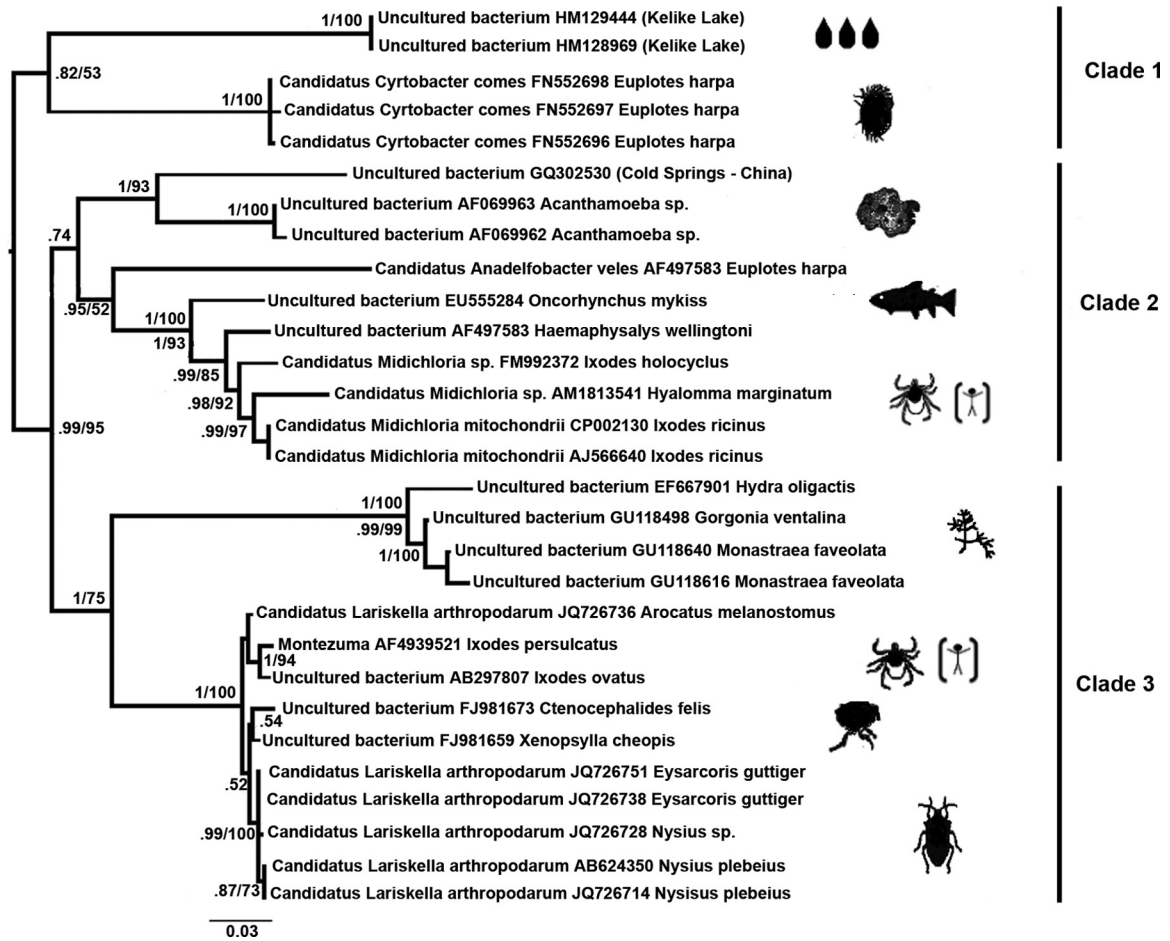 1/100
Uncultured bacterium HM129444 (Kelike Lake)
Uncultured bacterium HM128969 (Kelike Lake)
.82/53
Clade 1
Candidatus Cyrtobacter comes FN552698 Euplotes harpa
1/100
Candidatus Cyrtobacter comes FN552697 Euplotes harpa
Candidatus Cyrtobacter comes FN552696 Euplotes harpa
Uncultured bacterium GQ302530 (Cold Springs - China)
1/93
Uncultured bacterium AF069963 Acanthamoeba sp.
1/100
Uncultured bacterium AF069962 Acanthamoeba sp.
.74
Candidatus Anadelfobacter veles AF497583 Euplotes harpa
.95/52
Uncultured bacterium EU555284 Oncorhynchus mykiss
Clade 2
1/100
1/93
Uncultured bacterium AF497583 Haemaphysalys wellingtoni
Candidatus Midichloria sp. FM992372 Ixodes holocyclus
.99/85
Candidatus Midichloria sp. AM1813541 Hyalomma marginatum
.98/92
Candidatus Midichloria mitochondrii CP002130 Ixodes ricinus
.99/95
.99/97
Candidatus Midichloria mitochondrii AJ566640 Ixodes ricinus
Uncultured bacterium EF667901 Hydra oligactis
1/100
Uncultured bacterium GU118498 Gorgonia ventalina
.99/99
Uncultured bacterium GU118640 Monastraea faveolata
1/100
Uncultured bacterium GU118616 Monastraea faveolata
1/75
Candidatus Lariskella arthropodarum JQ726736 Arocatus melanostomus
Montezuma AF4939521 Ixodes persulcatus
1/94
Uncultured bacterium AB297807 Ixodes ovatus
Clade 3
1/100
Uncultured bacterium FJ981673 Ctenocephalides felis
.54
Uncultured bacterium FJ981659 Xenopsylla cheopis
Candidatus Lariskella arthropodarum JQ726751 Eysarcoris guttiger
.52
Candidatus Lariskella arthropodarum JQ726738 Eysarcoris guttiger
.99/100
Candidatus Lariskella arthropodarum JQ726728 Nysius sp.
Candidatus Lariskella arthropodarum AB624350 Nysius plebeius
.87/73
Candidatus Lariskella arthropodarum JQ726714 Nysisus plebeius
0.03